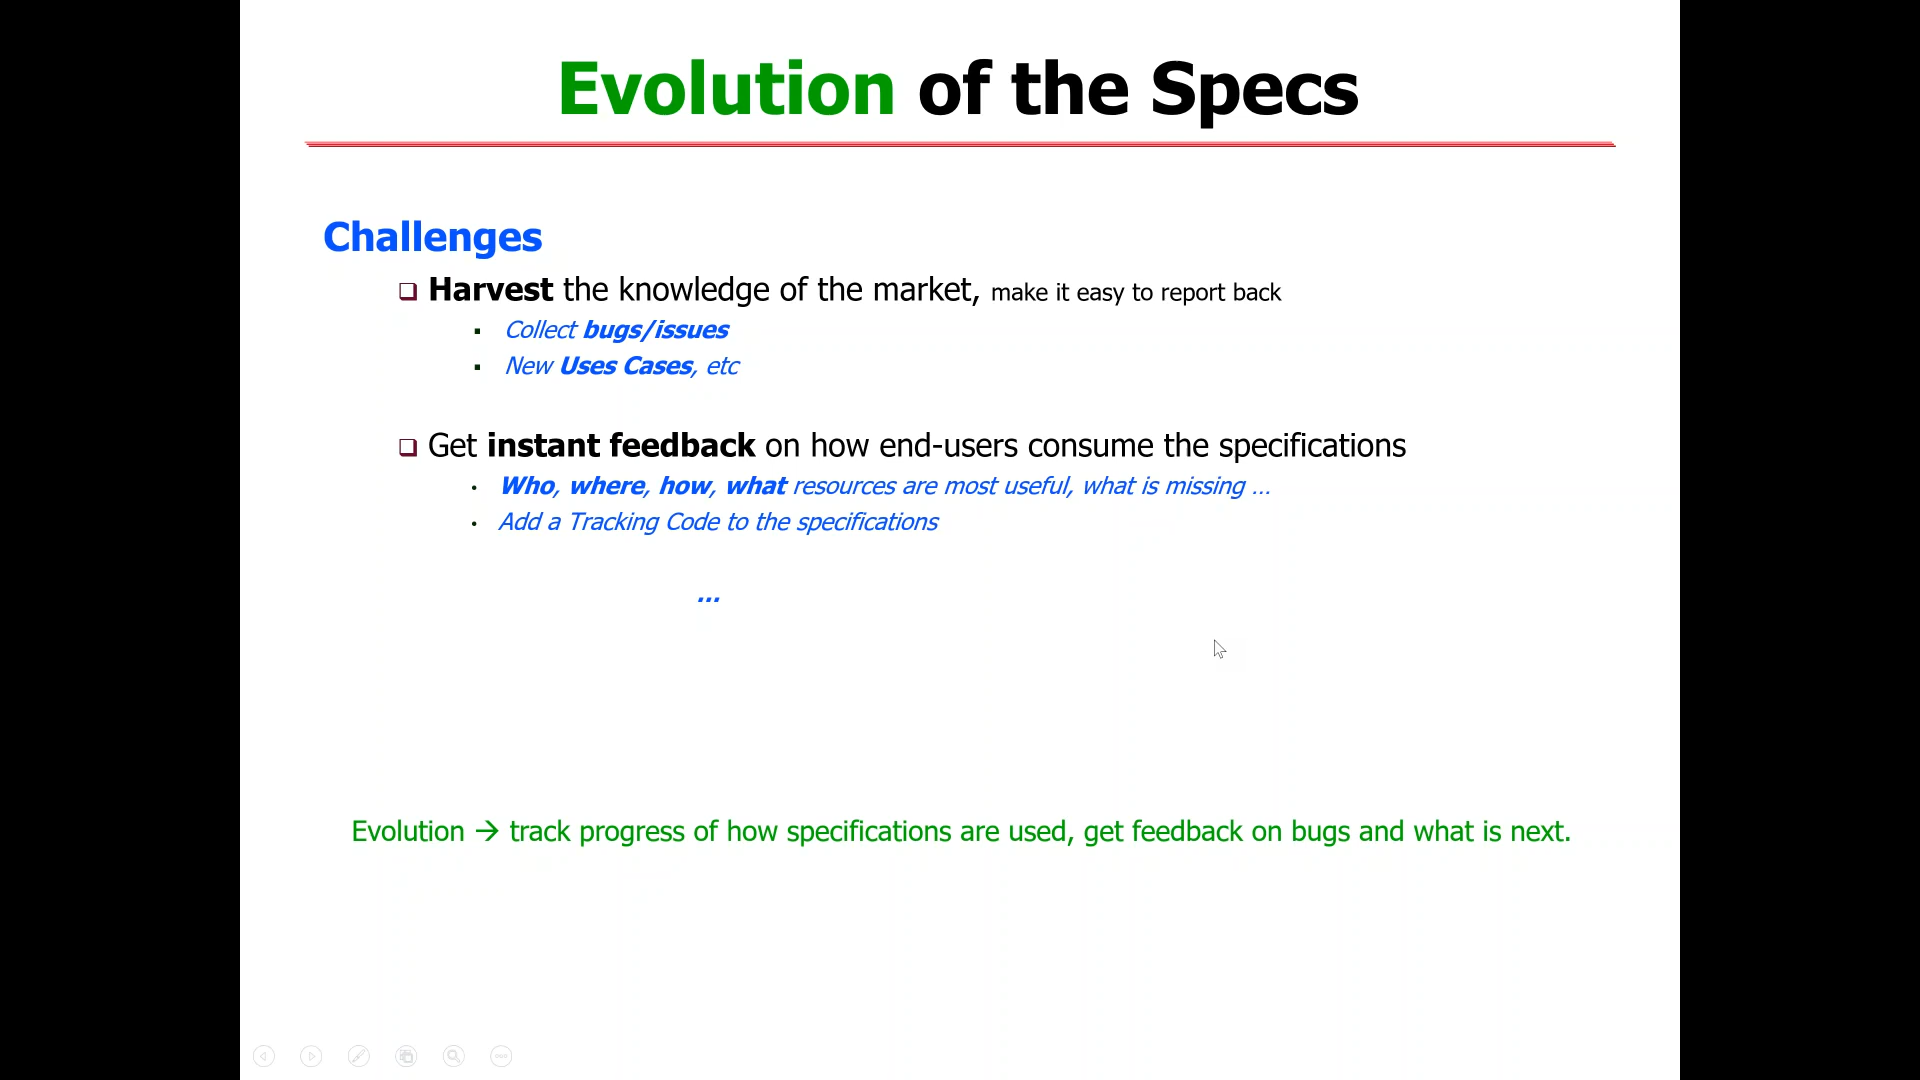 Evolution of the Specs
Challenges
❑ Harvest the knowledge of the market, make it easy to report back
▪ Collect bugs/issues
▪ New Uses Cases, etc
❑ Get instant feedback on how end-users consume the specifications
• Who, where, how, what resources are most useful, what is missing ...
• Add a Tracking Code to the specifications
...
Evolution → track progress of how specifications are used, get feedback on bugs and what is next.